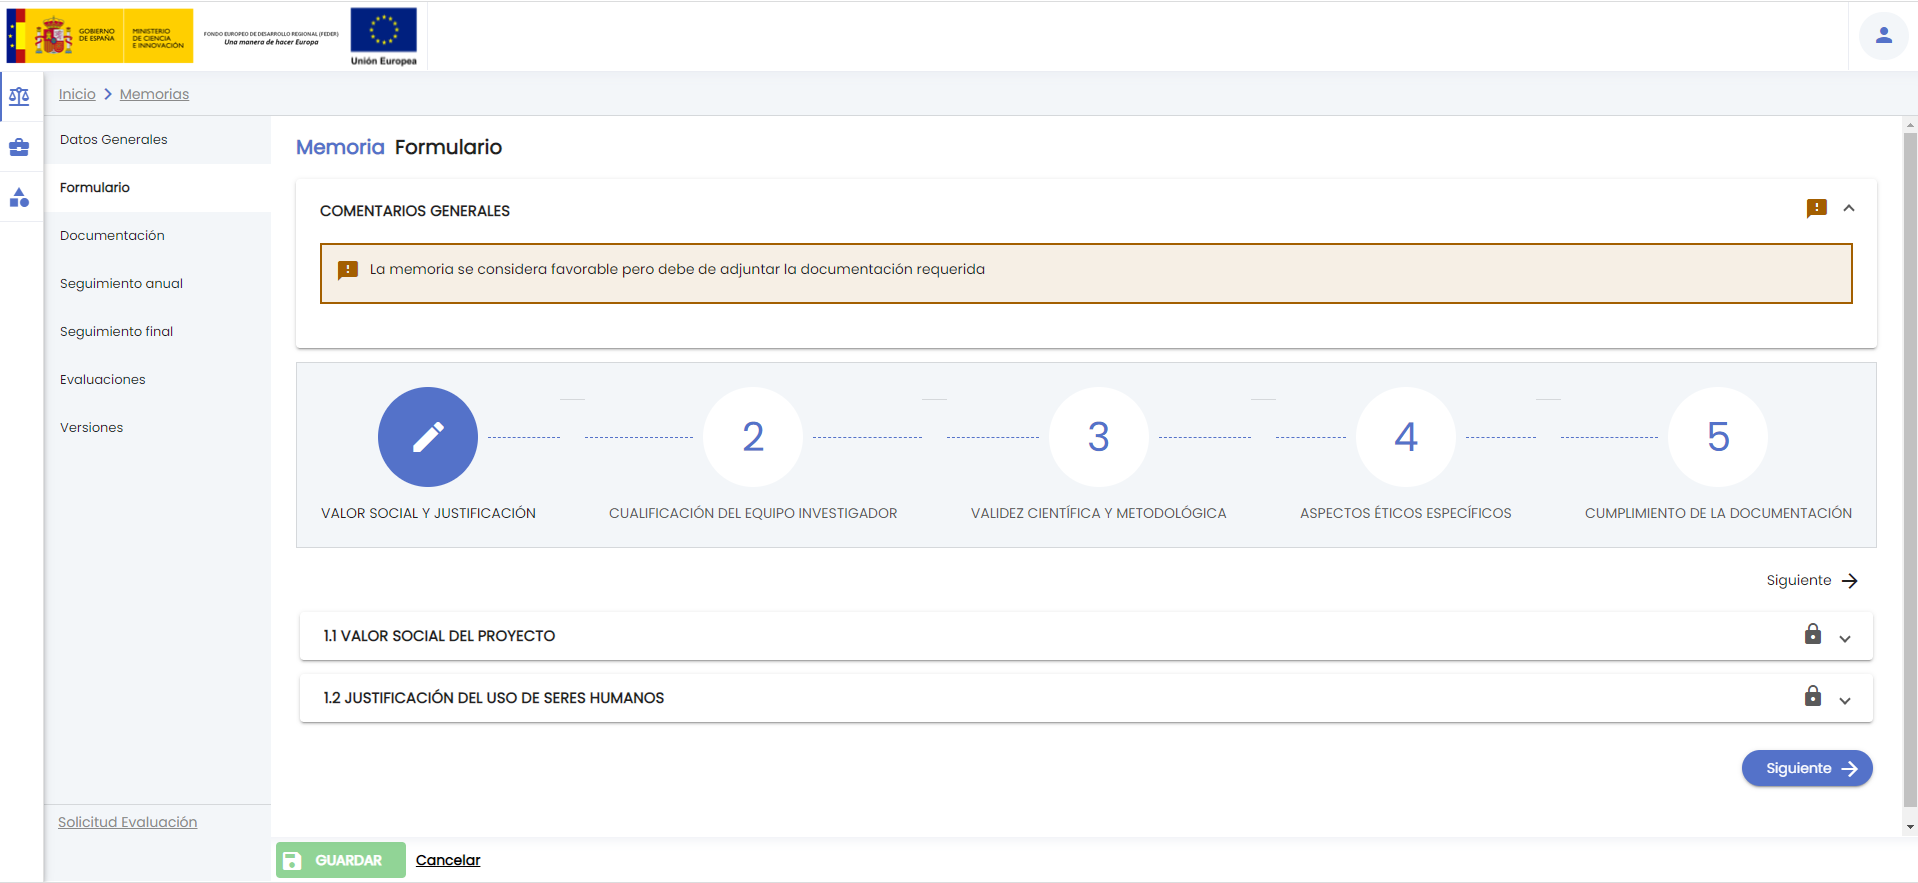 GOBIERNO
DE ESPAÑA
MINISTERIO
DE CIENCIA
E INNOVACIÓN
FONDO EUROPEO DE DESARROLLO REGIONAL (FEDER)
Una manera de hacer Europa
Unión Europea
Inicio > Memorias
Datos Generales
Formulario
Documentación
Seguimiento anual
Seguimiento final
Evaluaciones
Versiones
Solicitud Evaluación
Memoria Formulario
COMENTARIOS GENERALES
La memoria se considera favorable pero debe de adjuntar la documentación requerida
2
3
4
5
VALOR SOCIAL Y JUSTIFICACIÓN
CUALIFICACIÓN DEL EQUIPO INVESTIGADOR
VALIDEZ CIENTÍFICA Y METODOLÓGICA
ASPECTOS ÉTICOS ESPECÍFICOS
CUMPLIMIENTO DE LA DOCUMENTACIÓN
Siguiente
1.1 VALOR SOCIAL DEL PROYECTO
1.2 JUSTIFICACIÓN DEL USO DE SERES HUMANOS
Siguiente
GUARDAR
Cancelar